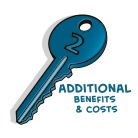 2
ADDITIONAL
BENEFITS
& COSTS